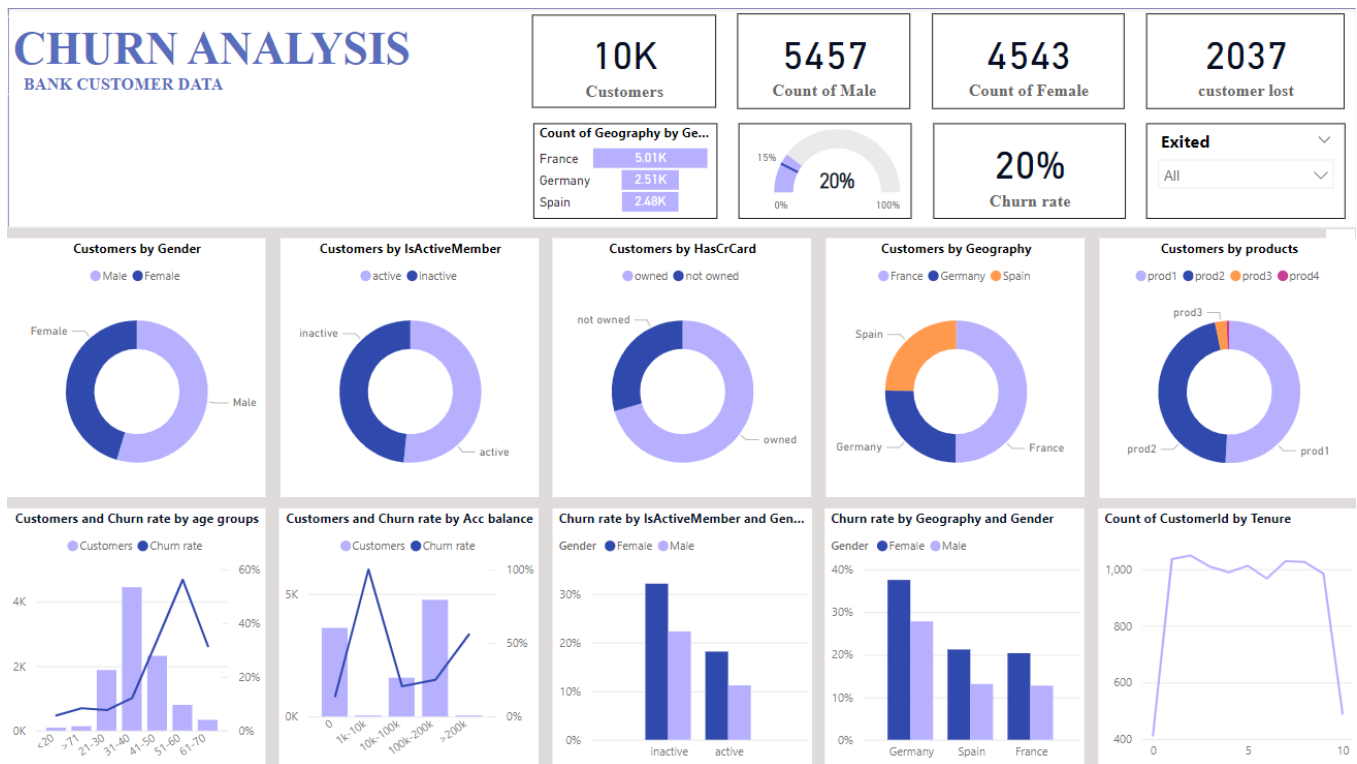 CHURN ANALYSIS
BANK CUSTOMER DATA
10K
Customers
5457
Count of Male
4543
Count of Female
2037
customer lost
Count of Geography by Ge...
France 5.01K
Germany 2.51K
Spain 2.48K
15%
20%
0% 100%
20%
Churn rate
Exited
All
Customers by Gender
Male Female
Female
Male
Customers by IsActiveMember
active inactive
inactive
active
Customers by HasCrCard
owned not owned
not owned
owned
Customers by Geography
France Germany Spain
Spain
Germany
France
Customers by products
prod1 prod2 prod3 prod4
prod3
prod2
prod1
Customers and Churn rate by age groups
Customers Churn rate
60%
4K
40%
2K
20%
0K 0%
<20 >71 21-30 31-40 41-50 51-60 61-70
Customers and Churn rate by Acc balance
Customers Churn rate
100%
5K
50%
0K 0%
0 1k-10k 10k-100k 100k-200k >200k
Churn rate by IsActiveMember and Gen...
Gender Female Male
30%
20%
10%
0%
inactive active
Churn rate by Geography and Gender
Gender Female Male
40%
30%
20%
10%
0%
Germany Spain France
Count of CustomerId by Tenure
1,000
800
600
400
0 5 10